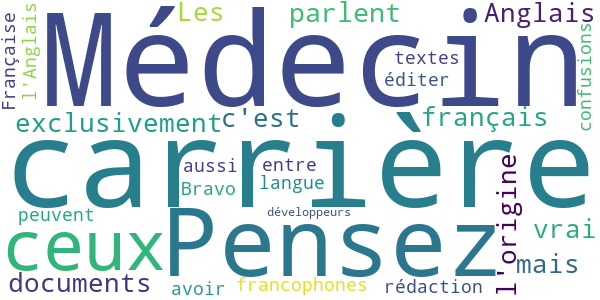 Française
l'Anglais
Les
parlent
Anglais
Médecin
textes
éditer
confusions
exclusivement
c'est
français
carrière
aussi
entre
Bravo
langue
l'origine
peuvent
développeurs
ceux
Pensez
vrai
mais
documents
avoir
francophones
rédaction